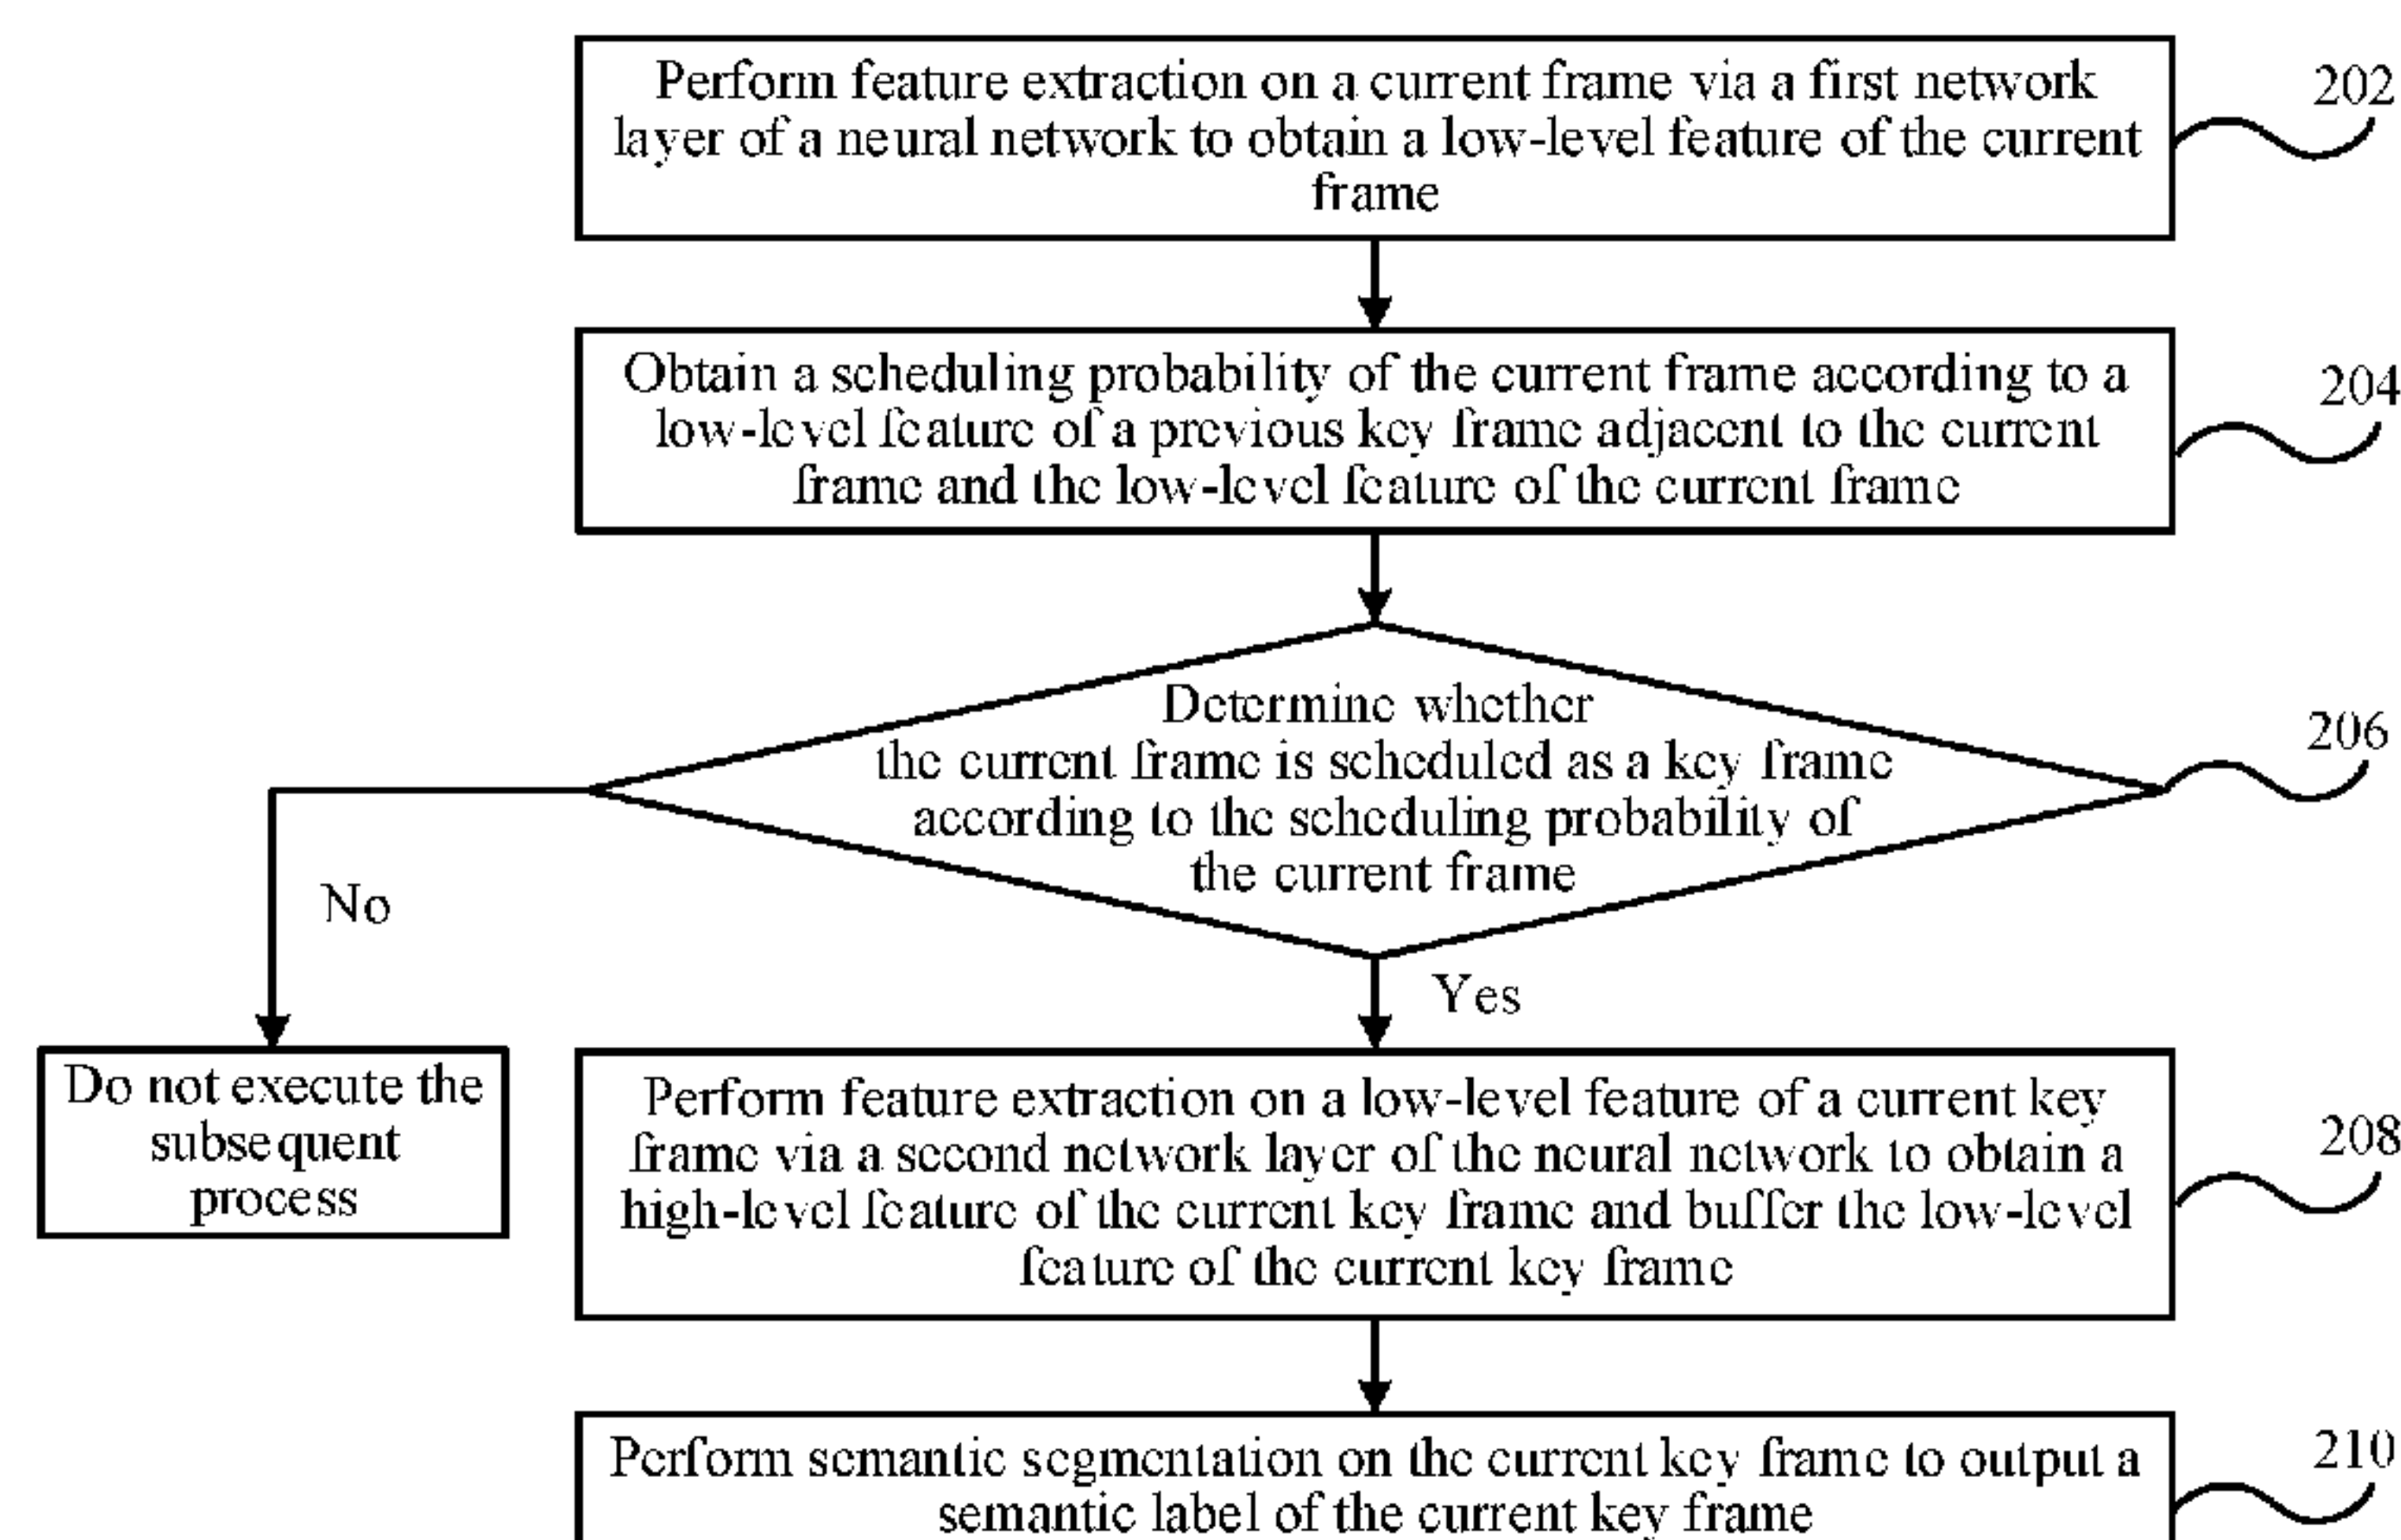 Perform feature extraction on a current frame via a first network
layer of a neural network to obtain a low-level feature of the current
frame
202
Obtain a scheduling probability of the current frame according to a
low-level feature of a previous key frame adjacent to the current
frame and the low-level feature of the current frame
204
Determine whether
the current frame is scheduled as a key frame
according to the scheduling probability of
the current frame
206
No
Yes
Do not execute the
subsequent
process
Perform feature extraction on a low-level feature of a current key
frame via a second network layer of the neural network to obtain a
high-level feature of the current key frame and buffer the low-level
feature of the current key frame
208
Perform semantic segmentation on the current key frame to output a
semantic label of the current key frame
210